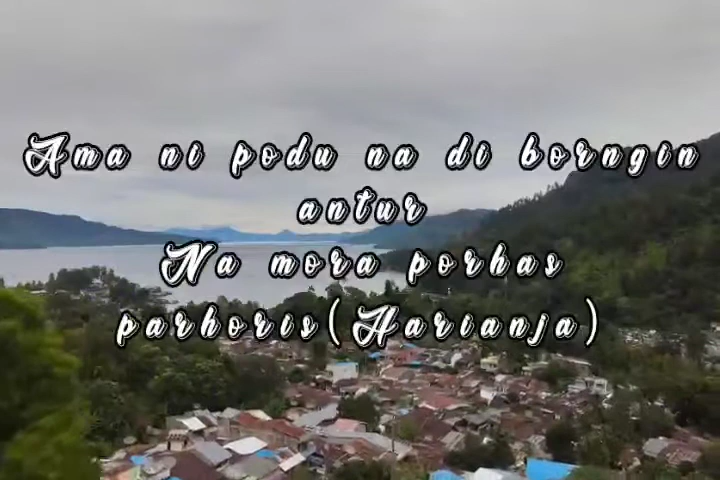 Ama ni podu na di borngin
antur
Na mora porhas
parhoris(Harianja)